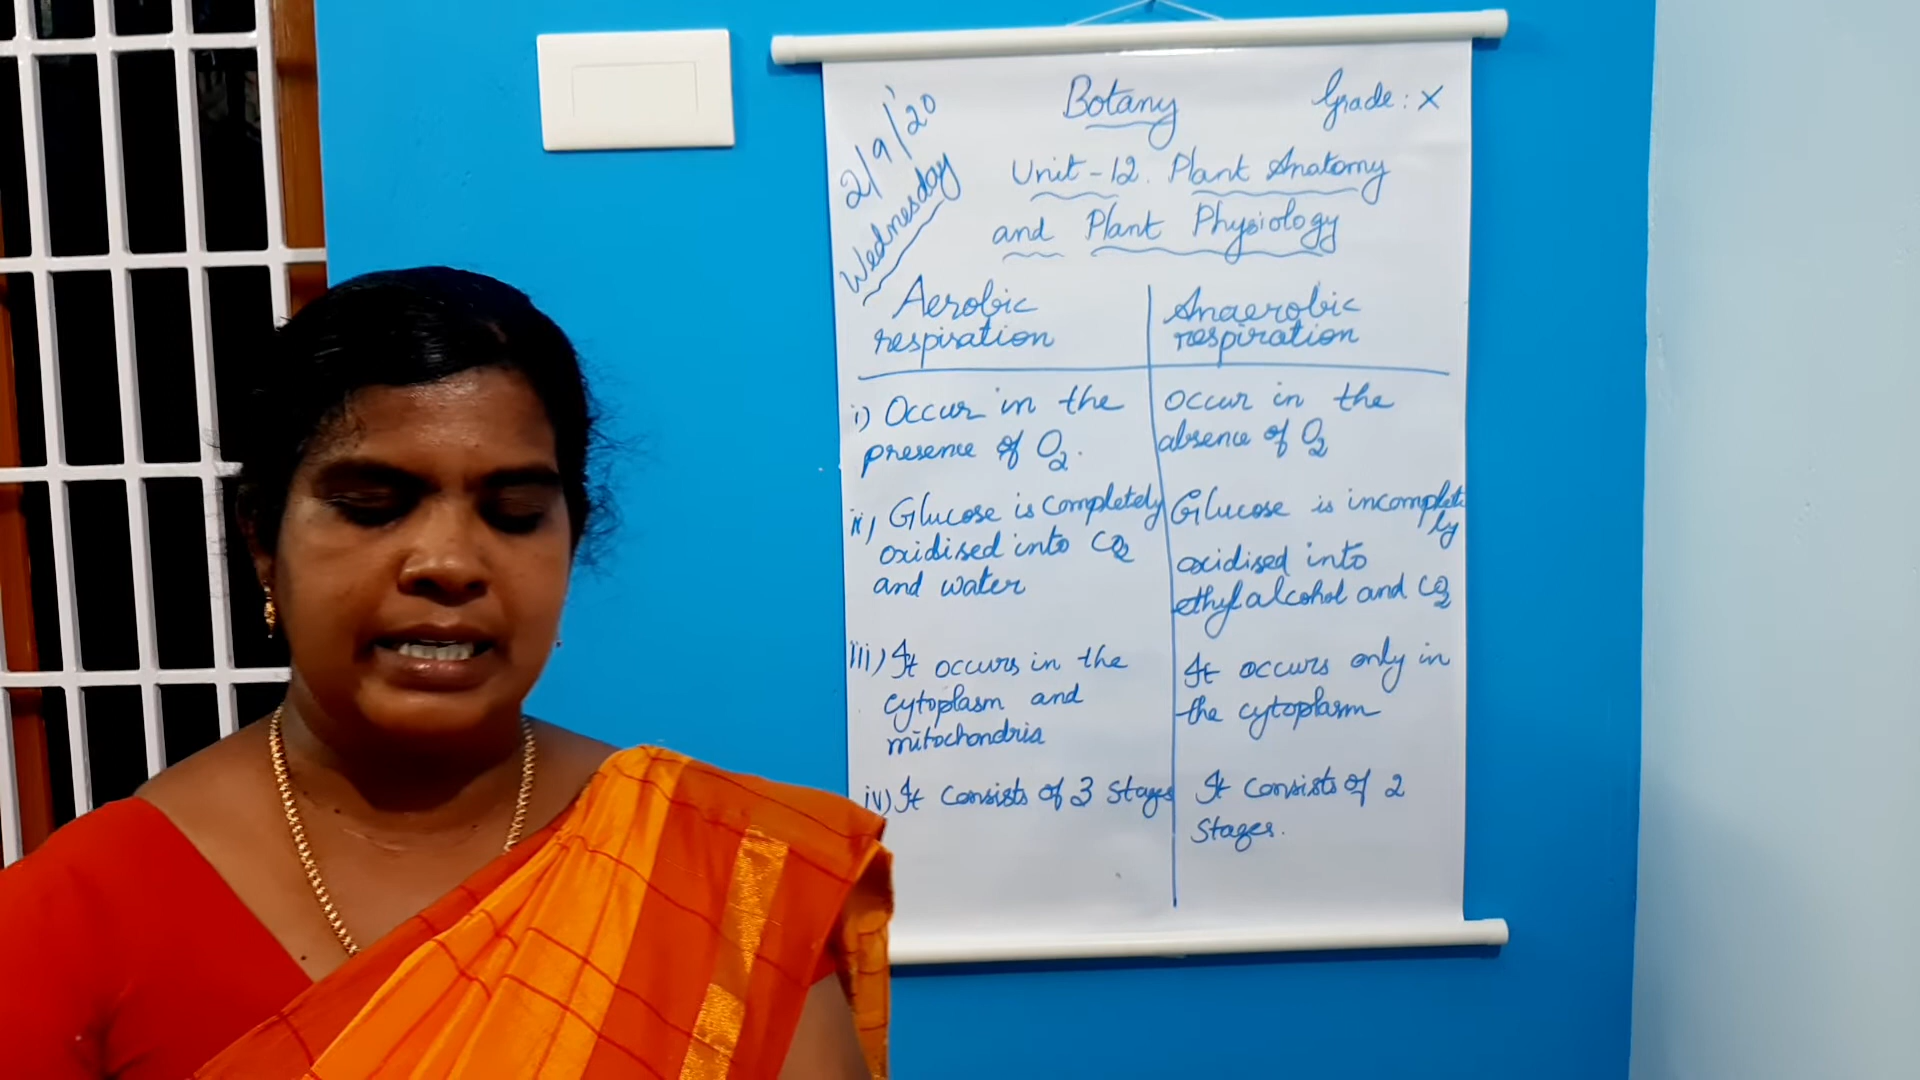 2/9/'20
Wednesday
Botany
Grade: X
Unit-12. Plant Anatomy
and Plant Physiology
Aerobic
respiration
i) Occur in the
presence of O2.
ii) Glucose is completely
oxidised into CO2
and water
iii) It occurs in the
cytoplasm and
mitochondria
iv) It consists of 3 stages
Anaerobic
respiration
occur in the
absence of O2
Glucose is incomplete
ly
oxidised into
ethyl alcohol and CO2
It occurs only in
the cytoplasm
It consists of 2
stages.